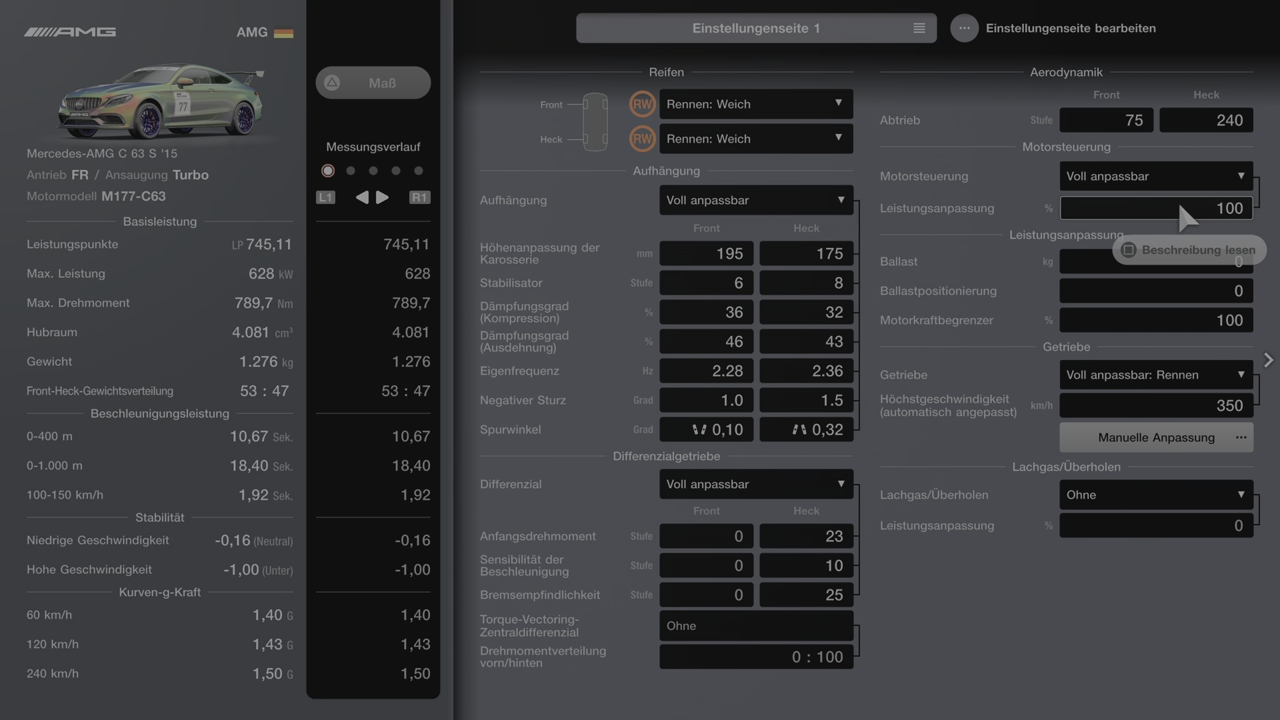 AMG
AMG
77
Mercedes-AMG C 63 S '15
Antrieb FR / Ansaugung Turbo
Motormodell M177-C63
Basisleistung
Leistungspunkte LP 745,11
Max. Leistung 628 kW
Max. Drehmoment 789,7 Nm
Hubraum 4.081 cm³
Gewicht 1.276 kg
Front-Heck-Gewichtsverteilung 53 : 47
Beschleunigungsleistung
0-400 m 10,67 Sek.
0-1.000 m 18,40 Sek.
100-150 km/h 1,92 Sek.
Stabilität
Niedrige Geschwindigkeit -0,16 (Neutral)
Hohe Geschwindigkeit -1,00 (Unter)
Kurven-g-Kraft
60 km/h 1,40 G
120 km/h 1,43 G
240 km/h 1,50 G
Maß
Messungsverlauf
L1 R1
745,11
628
789,7
4.081
1.276
53 : 47
10,67
18,40
1,92
-0,16
-1,00
1,40
1,43
1,50
Einstellungenseite 1
Einstellungenseite bearbeiten
Reifen
Front RW Rennen: Weich
Heck RW Rennen: Weich
Aufhängung
Aufhängung Voll anpassbar
Front Heck
Höhenanpassung der
Karosserie mm 195 175
Stabilisator Stufe 6 8
Dämpfungsgrad
(Kompression) % 36 32
Dämpfungsgrad
(Ausdehnung) % 46 43
Eigenfrequenz Hz 2.28 2.36
Negativer Sturz Grad 1.0 1.5
Spurwinkel Grad 0,10 0,32
Differenzialgetriebe
Differenzial Voll anpassbar
Front Heck
Anfangsdrehmoment Stufe 0 23
Sensibilität der
Beschleunigung Stufe 0 10
Bremsempfindlichkeit Stufe 0 25
Torque-Vectoring-
Zentraldifferenzial Ohne
Drehmomentverteilung
vorn/hinten 0 : 100
Aerodynamik
Front Heck
Abtrieb Stufe 75 240
Motorsteuerung
Motorsteuerung Voll anpassbar
Leistungsanpassung % 100
Leistungsanpassung
Beschreibung lesen
Ballast kg 0
Ballastpositionierung 0
Motorkraftbegrenzer % 100
Getriebe
Getriebe Voll anpassbar: Rennen
Höchstgeschwindigkeit
(automatisch angepasst) km/h 350
Manuelle Anpassung
Lachgas/Überholen
Lachgas/Überholen Ohne
Leistungsanpassung % 0